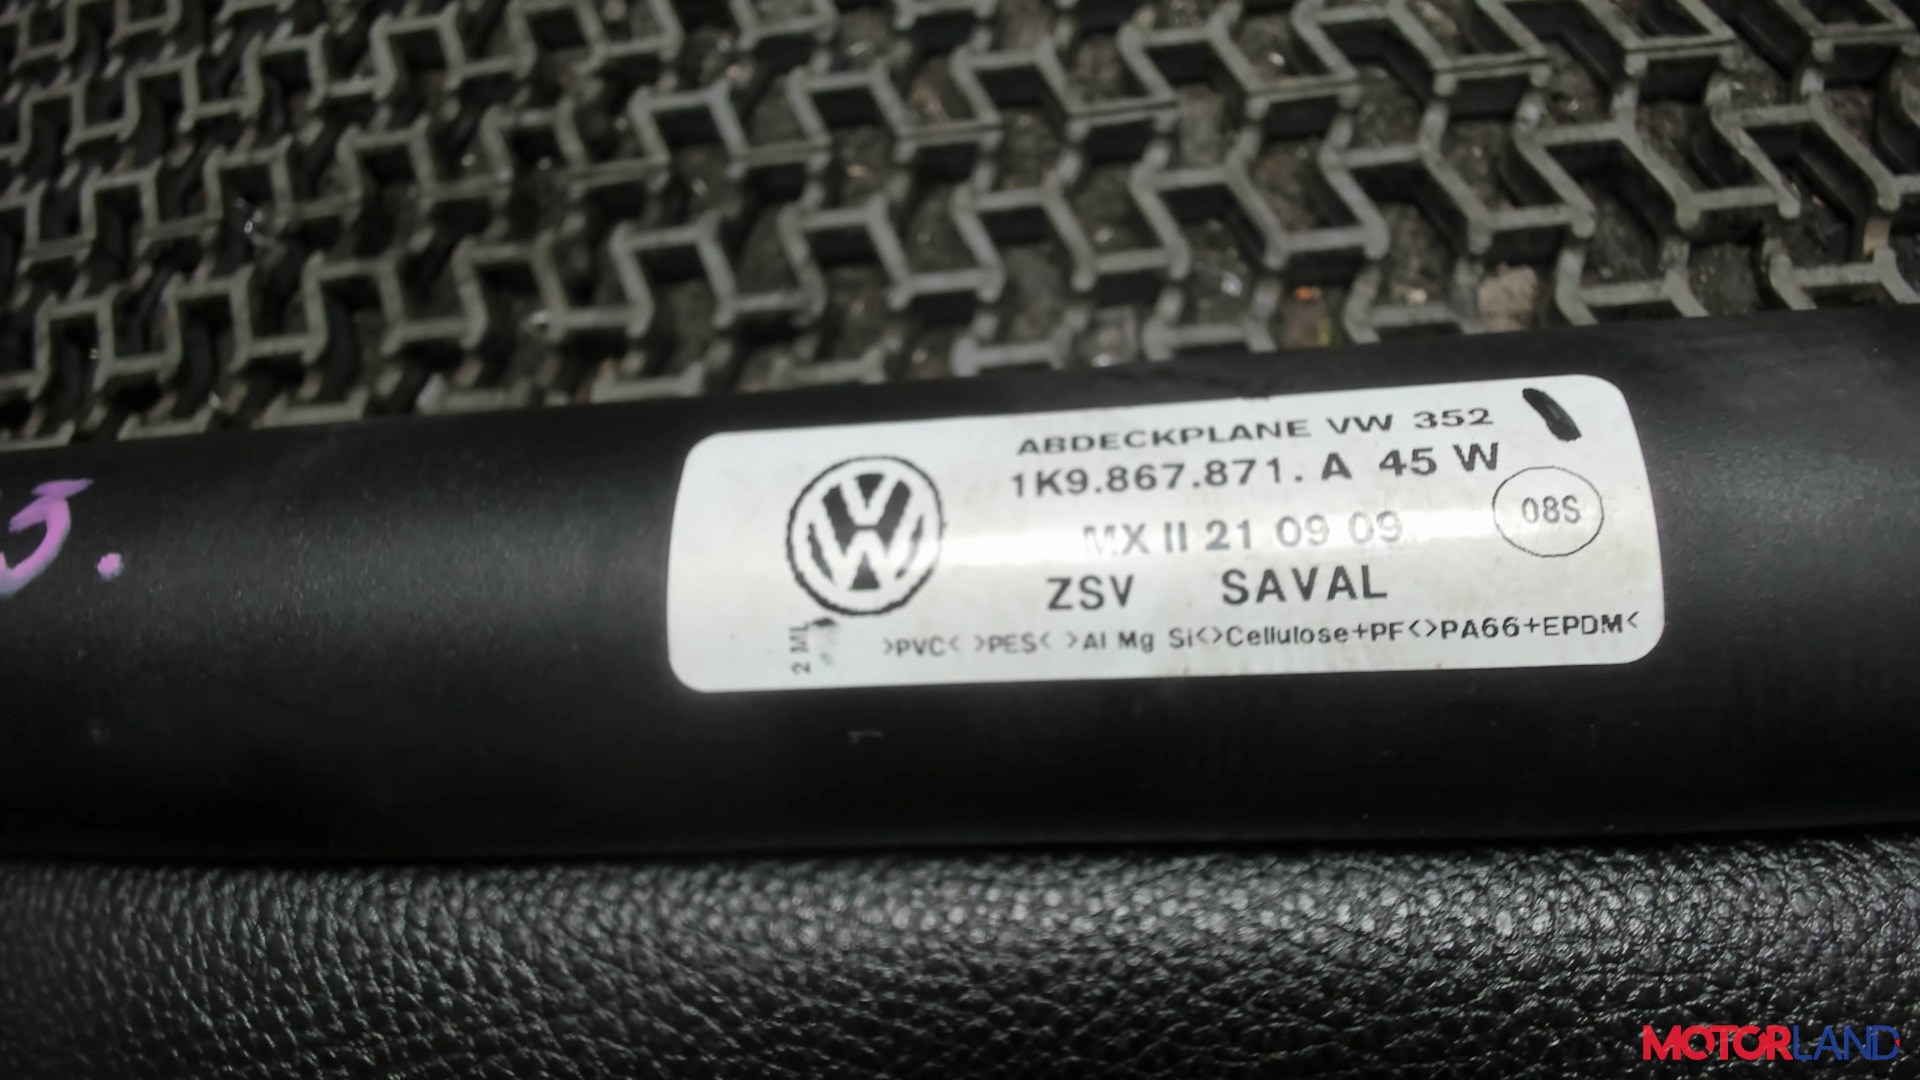 3.
ABDECKPLANE VW 352
1K9.867.871. A 45 W
MX II 21 09 09
08S
ZSV SAVAL
>PVC< >PES< >Al Mg Si<>Cellulose+PF<>PA66+EPDM<
2 ML
MOTORLAND